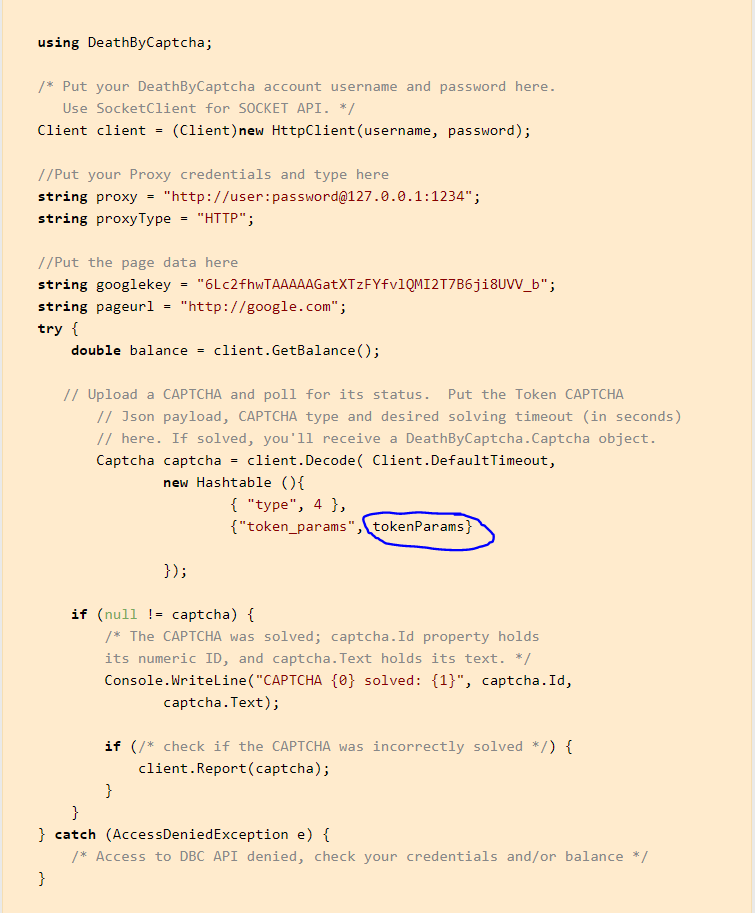 using DeathByCaptcha;
/* Put your DeathByCaptcha account username and password here.
Use SocketClient for SOCKET API. */
Client client = (Client)new HttpClient(username, password);
//Put your Proxy credentials and type here
string proxy = "http://user:password@127.0.0.1:1234";
string proxyType = "HTTP";
//Put the page data here
string googlekey = "6Lc2fhwTAAAAAGatXTzFYfvlQMI2T7B6ji8UVV_b";
string pageurl = "http://google.com";
try {
double balance = client.GetBalance();
// Upload a CAPTCHA and poll for its status.  Put the Token CAPTCHA
// Json payload, CAPTCHA type and desired solving timeout (in seconds)
// here. If solved, you'll receive a DeathByCaptcha.Captcha object.
Captcha captcha = client.Decode( Client.DefaultTimeout,
new Hashtable (){
{ "type", 4 },
{"token_params", tokenParams}
});
if (null != captcha) {
/* The CAPTCHA was solved; captcha.Id property holds
its numeric ID, and captcha.Text holds its text. */
Console.WriteLine("CAPTCHA {0} solved: {1}", captcha.Id,
captcha.Text);
if (/* check if the CAPTCHA was incorrectly solved */) {
client.Report(captcha);
}
}
} catch (AccessDeniedException e) {
/* Access to DBC API denied, check your credentials and/or balance */
}